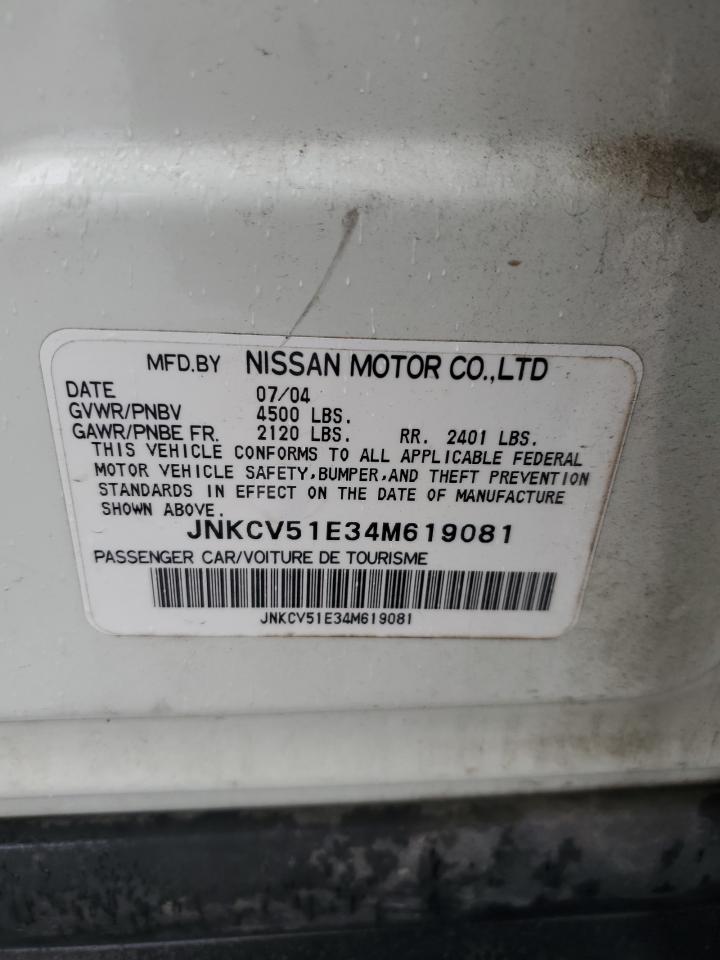 MFD.BY NISSAN MOTOR CO.,LTD
DATE 07/04
GVWR/PNBV 4500 LBS.
GAWR/PNBE FR. 2120 LBS. RR. 2401 LBS.
THIS VEHICLE CONFORMS TO ALL APPLICABLE FEDERAL
MOTOR VEHICLE SAFETY,BUMPER,AND THEFT PREVENTION
STANDARDS IN EFFECT ON THE DATE OF MANUFACTURE
SHOWN ABOVE.
JNKCV51E34M619081
PASSENGER CAR/VOITURE DE TOURISME
JNKCV51E34M619081